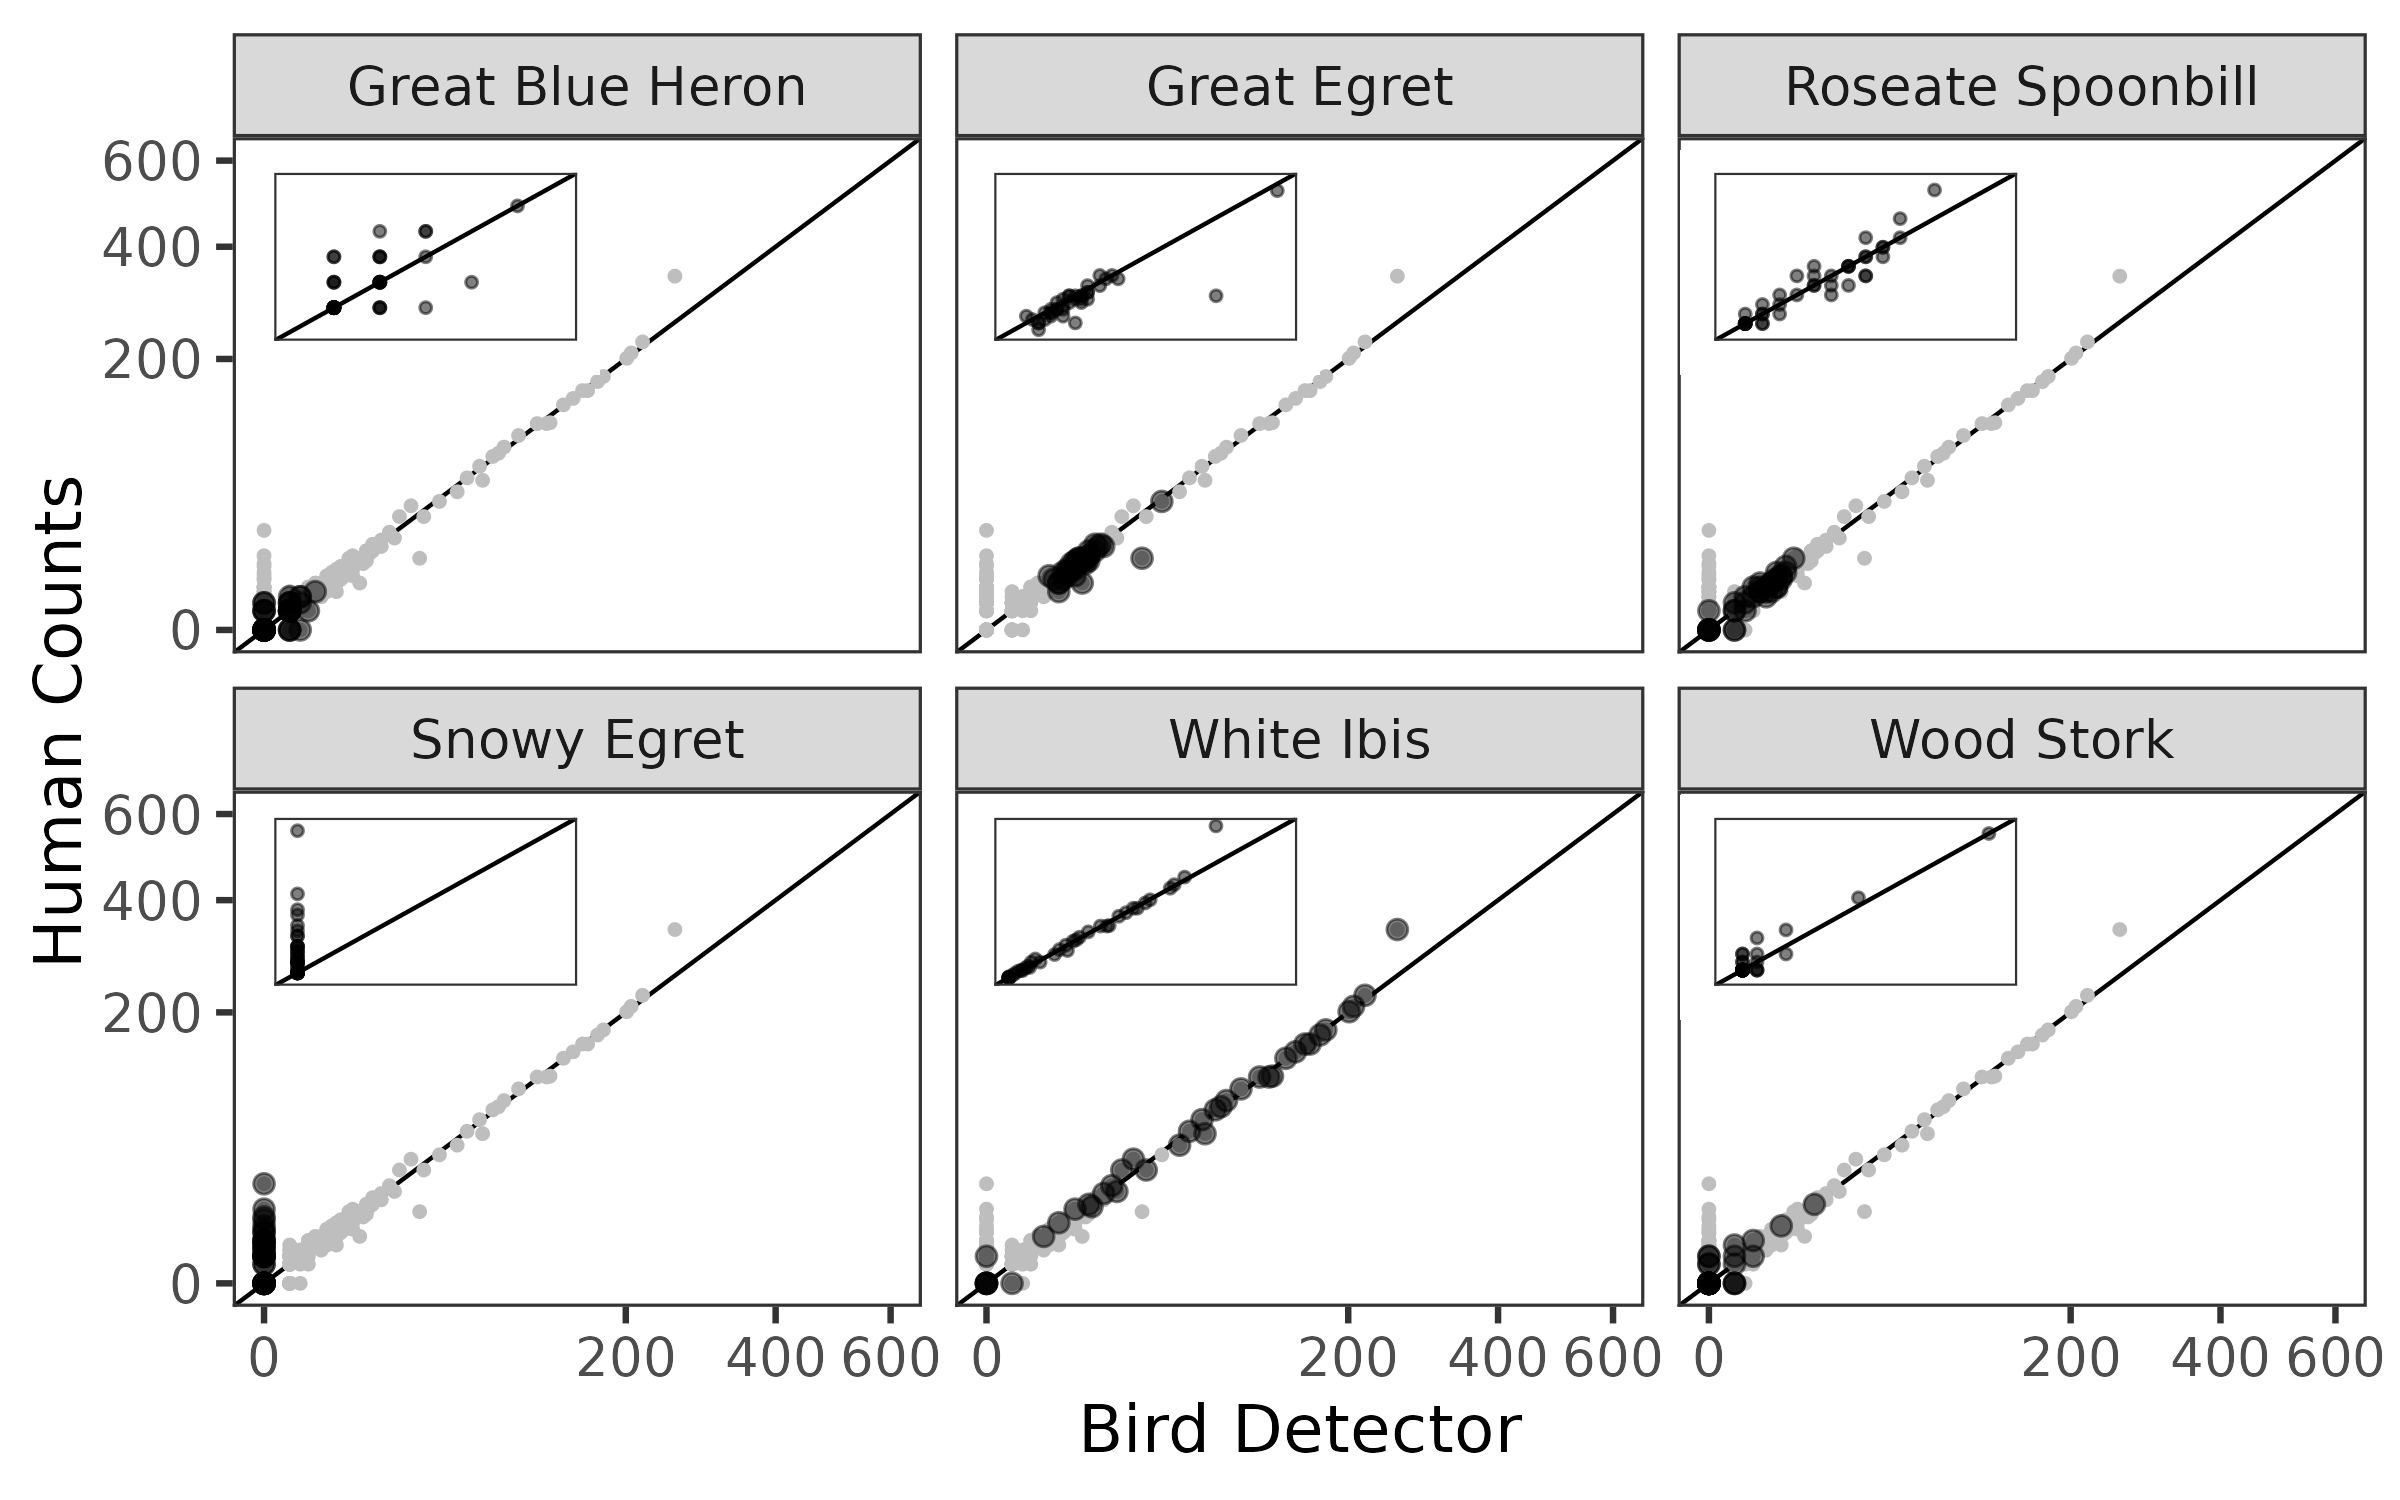 Great Blue Heron
Great Egret
Roseate Spoonbill
600
400
200
0
Human Counts
Snowy Egret
White Ibis
Wood Stork
600
400
200
0
0 200 400 600 0 200 400 600 0 200 400 600
Bird Detector